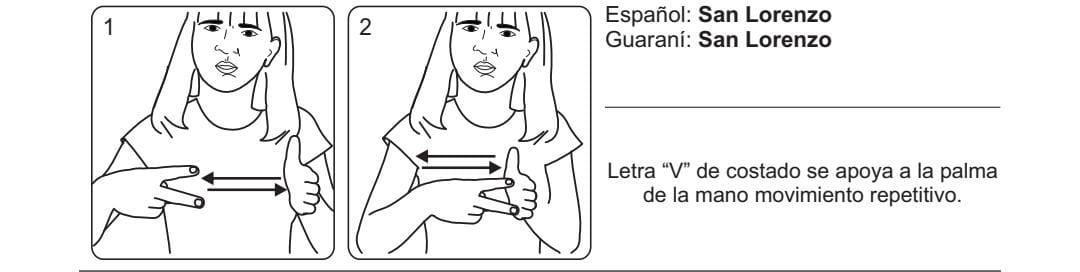 1
2
Español: San Lorenzo
Guaraní: San Lorenzo
Letra “V” de costado se apoya a la palma
de la mano movimiento repetitivo.